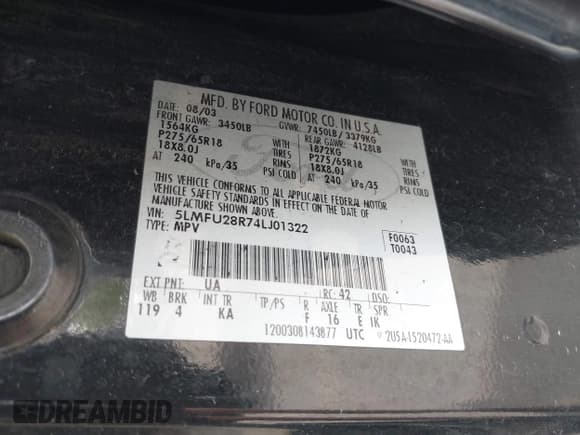 MFD. BY FORD MOTOR CO. IN U.S.A.
DATE: 08/03 GVWR: 7450LB/ 3379KG
FRONT GAWR: 3450LB REAR GAWR: 4128LB
1564KG 1872KG
P275/65R18 TIRES P275/65R18 TIRES
18X8.0J RIMS 18X8.0J RIMS
AT 240 kPa/35 PSI COLD AT 240 kPa/35 PSI COLD
THIS VEHICLE CONFORMS TO ALL APPLICABLE FEDERAL MOTOR
VEHICLE SAFETY STANDARDS IN EFFECT ON THE DATE OF
MANUFACTURE SHOWN ABOVE.
VIN: 5LMFU28R74LJ01322 F0063
TYPE: MPV T0043
EXT PNT: UA RC: 42 DSO:
WB BRK INT TR TP/PS R AXLE TR SPR
119 4 KA F 16 E IK
1200308143877 UTC
2U5A-1520472-AA
DREAMBID